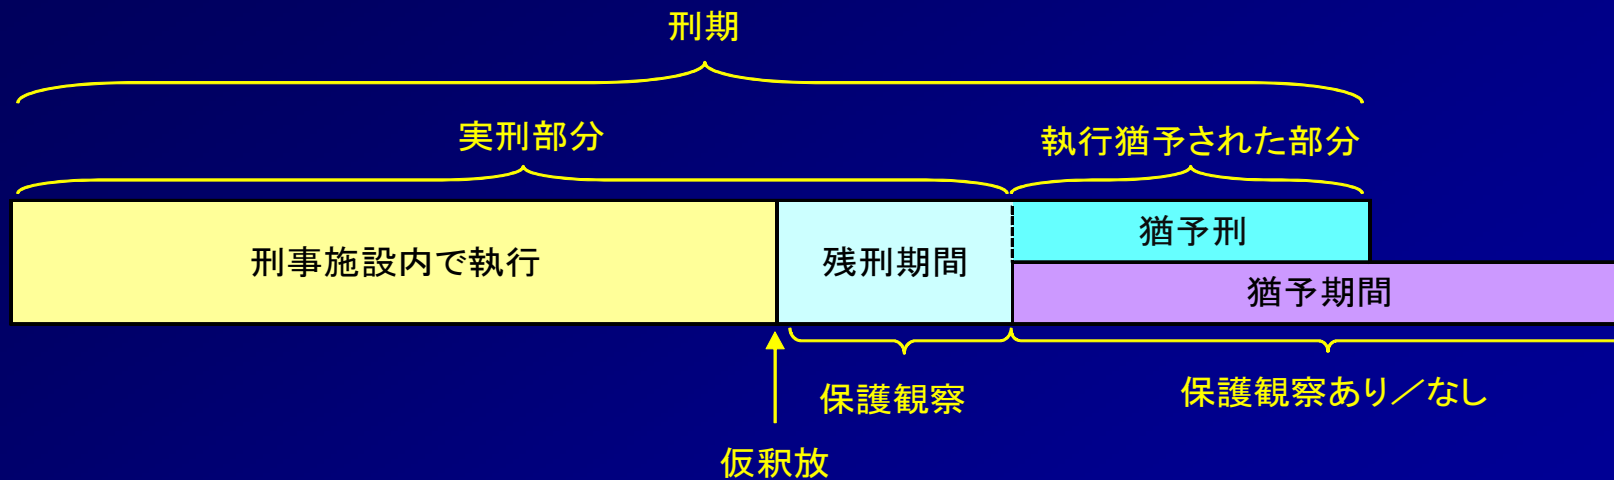 刑期
実刑部分
執行猶予された部分
刑事施設内で執行
残刑期間
猶予刑
猶予期間
保護観察
保護観察あり／なし
仮釈放